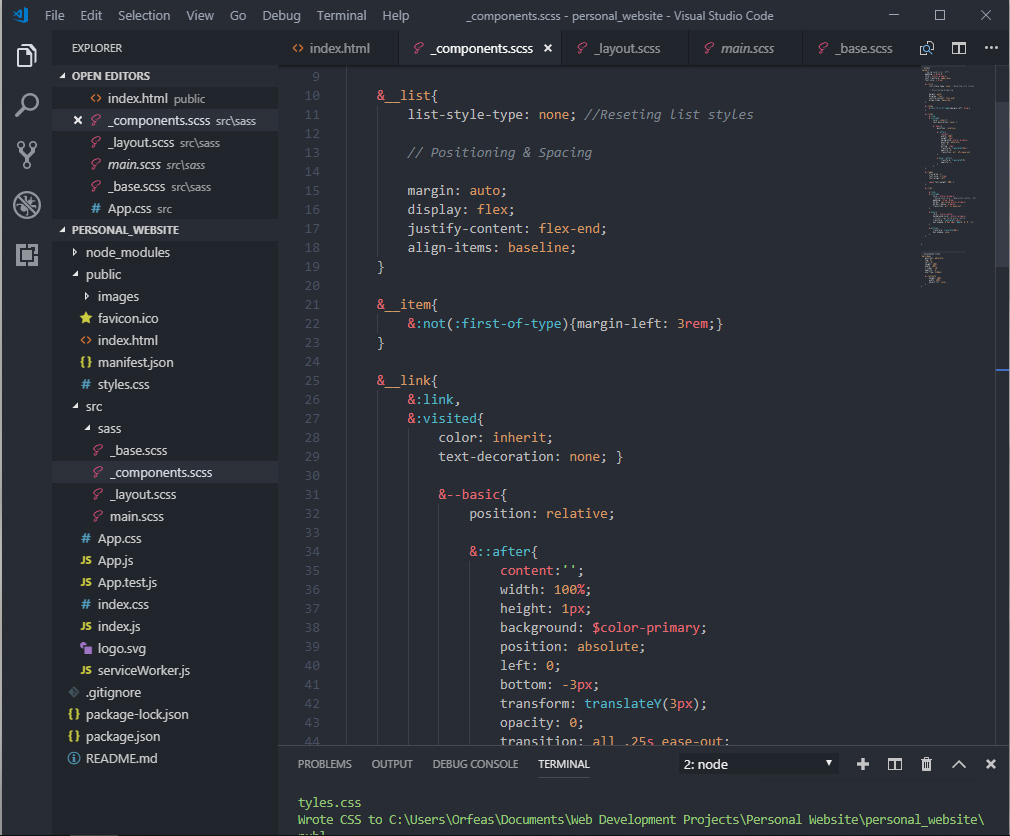 File Edit Selection View Go Debug Terminal Help _components.scss - personal_website - Visual Studio Code
EXPLORER
OPEN EDITORS
index.html public
_components.scss src\sass
_layout.scss src\sass
main.scss src\sass
_base.scss src\sass
# App.css src
PERSONAL_WEBSITE
node_modules
public
images
favicon.ico
<> index.html
{} manifest.json
# styles.css
src
sass
_base.scss
_components.scss
_layout.scss
main.scss
# App.css
JS App.js
JS App.test.js
# index.css
JS index.js
logo.svg
JS serviceWorker.js
.gitignore
{} package-lock.json
{} package.json
README.md
<> index.html _components.scss _layout.scss main.scss _base.scss
9
10 &__list{
11 list-style-type: none; //Reseting list styles
12
13 // Positioning & Spacing
14
15 margin: auto;
16 display: flex;
17 justify-content: flex-end;
18 align-items: baseline;
19 }
20
21 &__item{
22 &:not(:first-of-type){margin-left: 3rem;}
23 }
24
25 &__link{
26 &:link,
27 &:visited{
28 color: inherit;
29 text-decoration: none; }
30
31 &--basic{
32 position: relative;
33
34 &::after{
35 content:'';
36 width: 100%;
37 height: 1px;
38 background: $color-primary;
39 position: absolute;
40 left: 0;
41 bottom: -3px;
42 transform: translateY(3px);
43 opacity: 0;
44 transition: all .25s ease-out;
PROBLEMS OUTPUT DEBUG CONSOLE TERMINAL 2: node
tyles.css
Wrote CSS to C:\Users\Orfeas\Documents\Web Development Projects\Personal Website\personal_website\